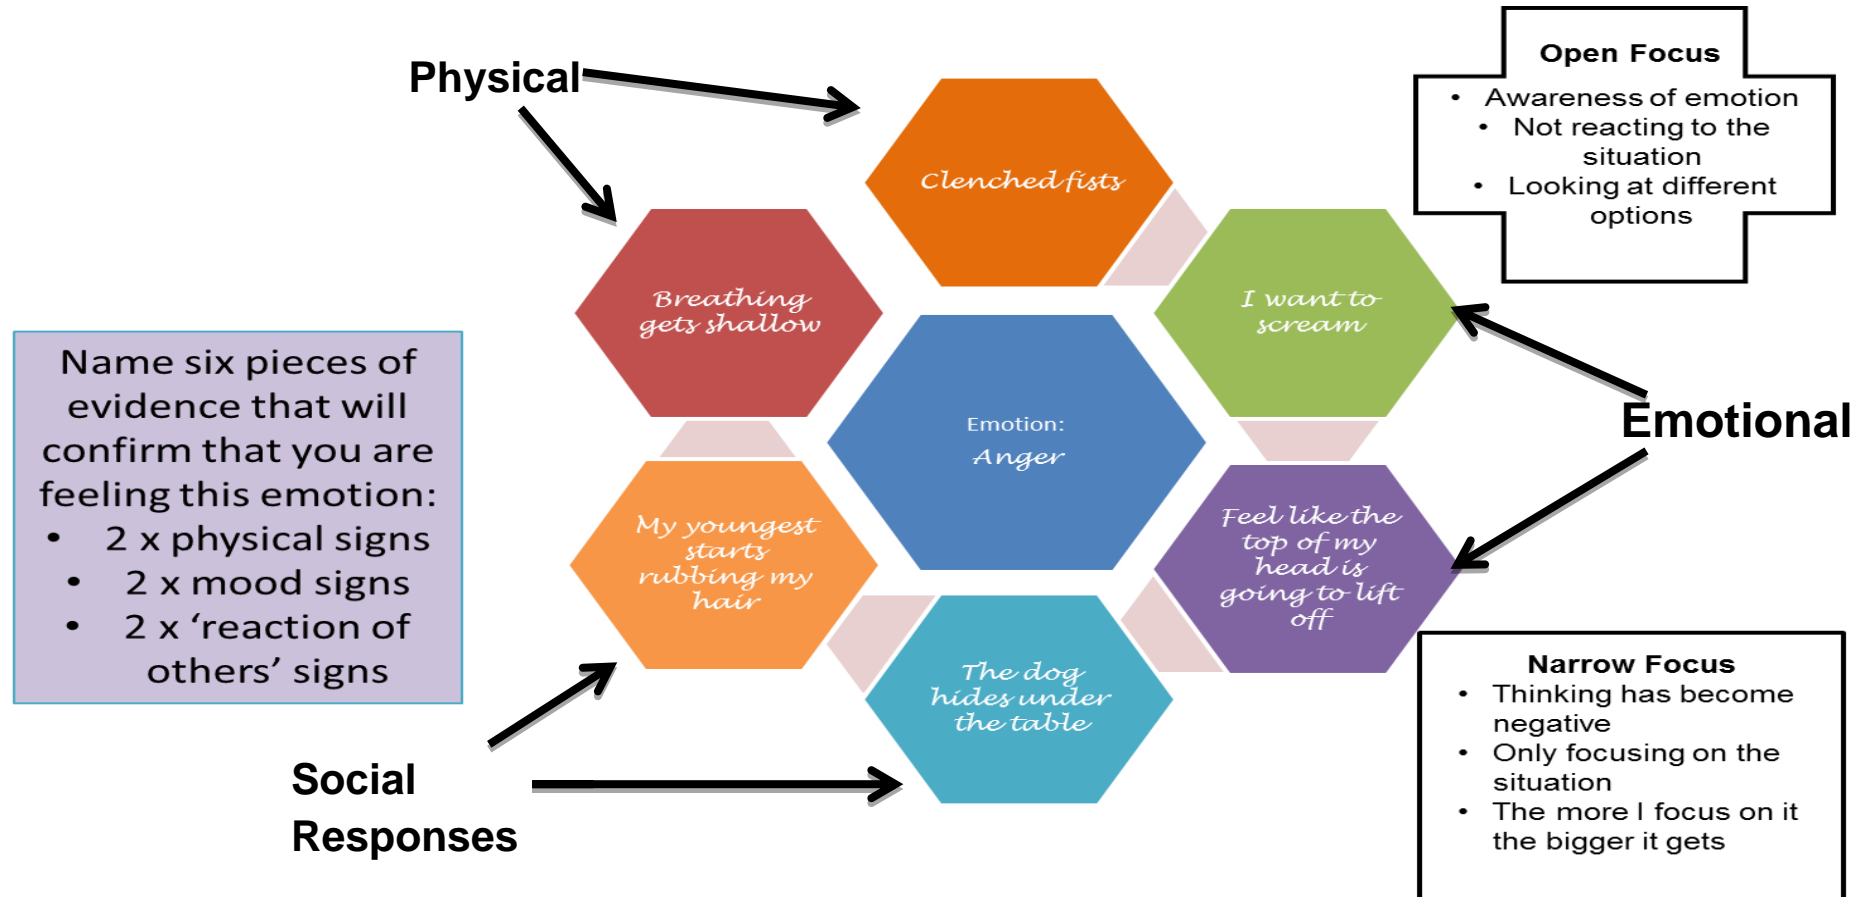 Physical
Open Focus
• Awareness of emotion
• Not reacting to the
situation
• Looking at different
options
Clenched fists
Breathing
gets shallow
I want to
scream
Name six pieces of
evidence that will
confirm that you are
feeling this emotion:
• 2 x physical signs
• 2 x mood signs
• 2 x ‘reaction of
others’ signs
Emotion:
Anger
Emotional
My youngest
starts
rubbing my
hair
Feel like the
top of my
head is
going to lift
off
The dog
hides under
the table
Narrow Focus
• Thinking has become
negative
• Only focusing on the
situation
• The more I focus on it
the bigger it gets
Social
Responses